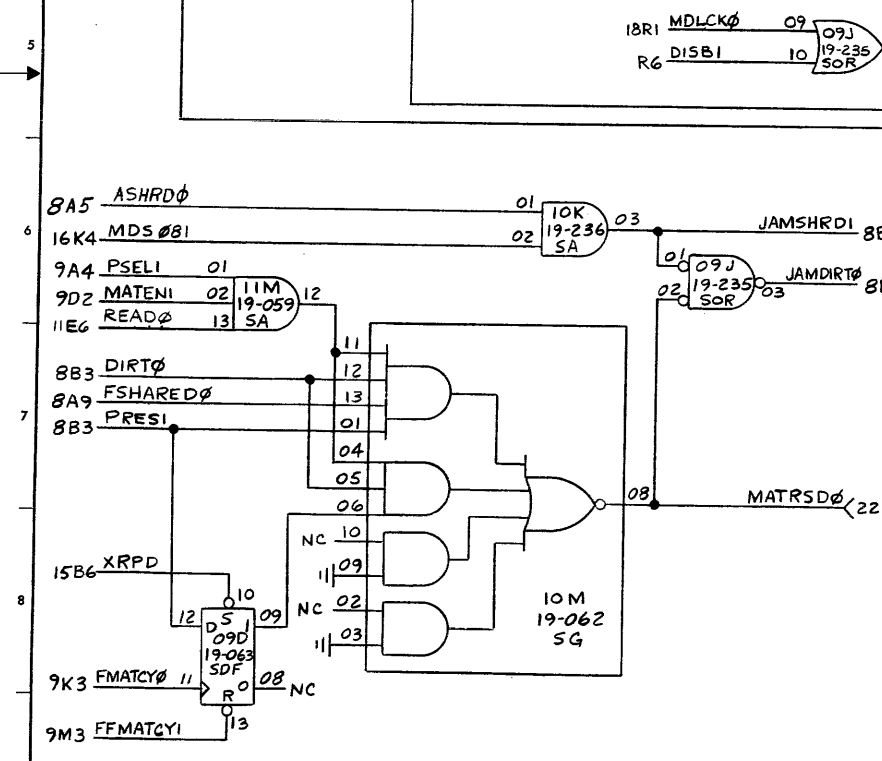 5
18R1 MDLCKØ 09
R6 DISB1 10
09J
19-235
SOR
6
8A5 ASHRDØ 01
16K4 MDS Ø81 02
10K
19-236
SA
03
JAMSHRD1
01
02
09J
19-235
SOR
03
JAMDIRTØ
9A4 PSEL1 01
9D2 MATEN1 02
11E6 READØ 13
11M
19-059
SA
12
7
8B3 DIRTØ
8A9 FSHAREDØ
8B3 PRES1
11
12
13
01
04
05
06
NC 10
09
NC 02
03
10M
19-062
SG
08
MATRSDØ
22
8
15B6 XRPD
10
12
D S 1
09D
19-063
SDF
R 0
09
08 NC
9K3 FMATCYØ 11
9M3 FFMATCY1
13